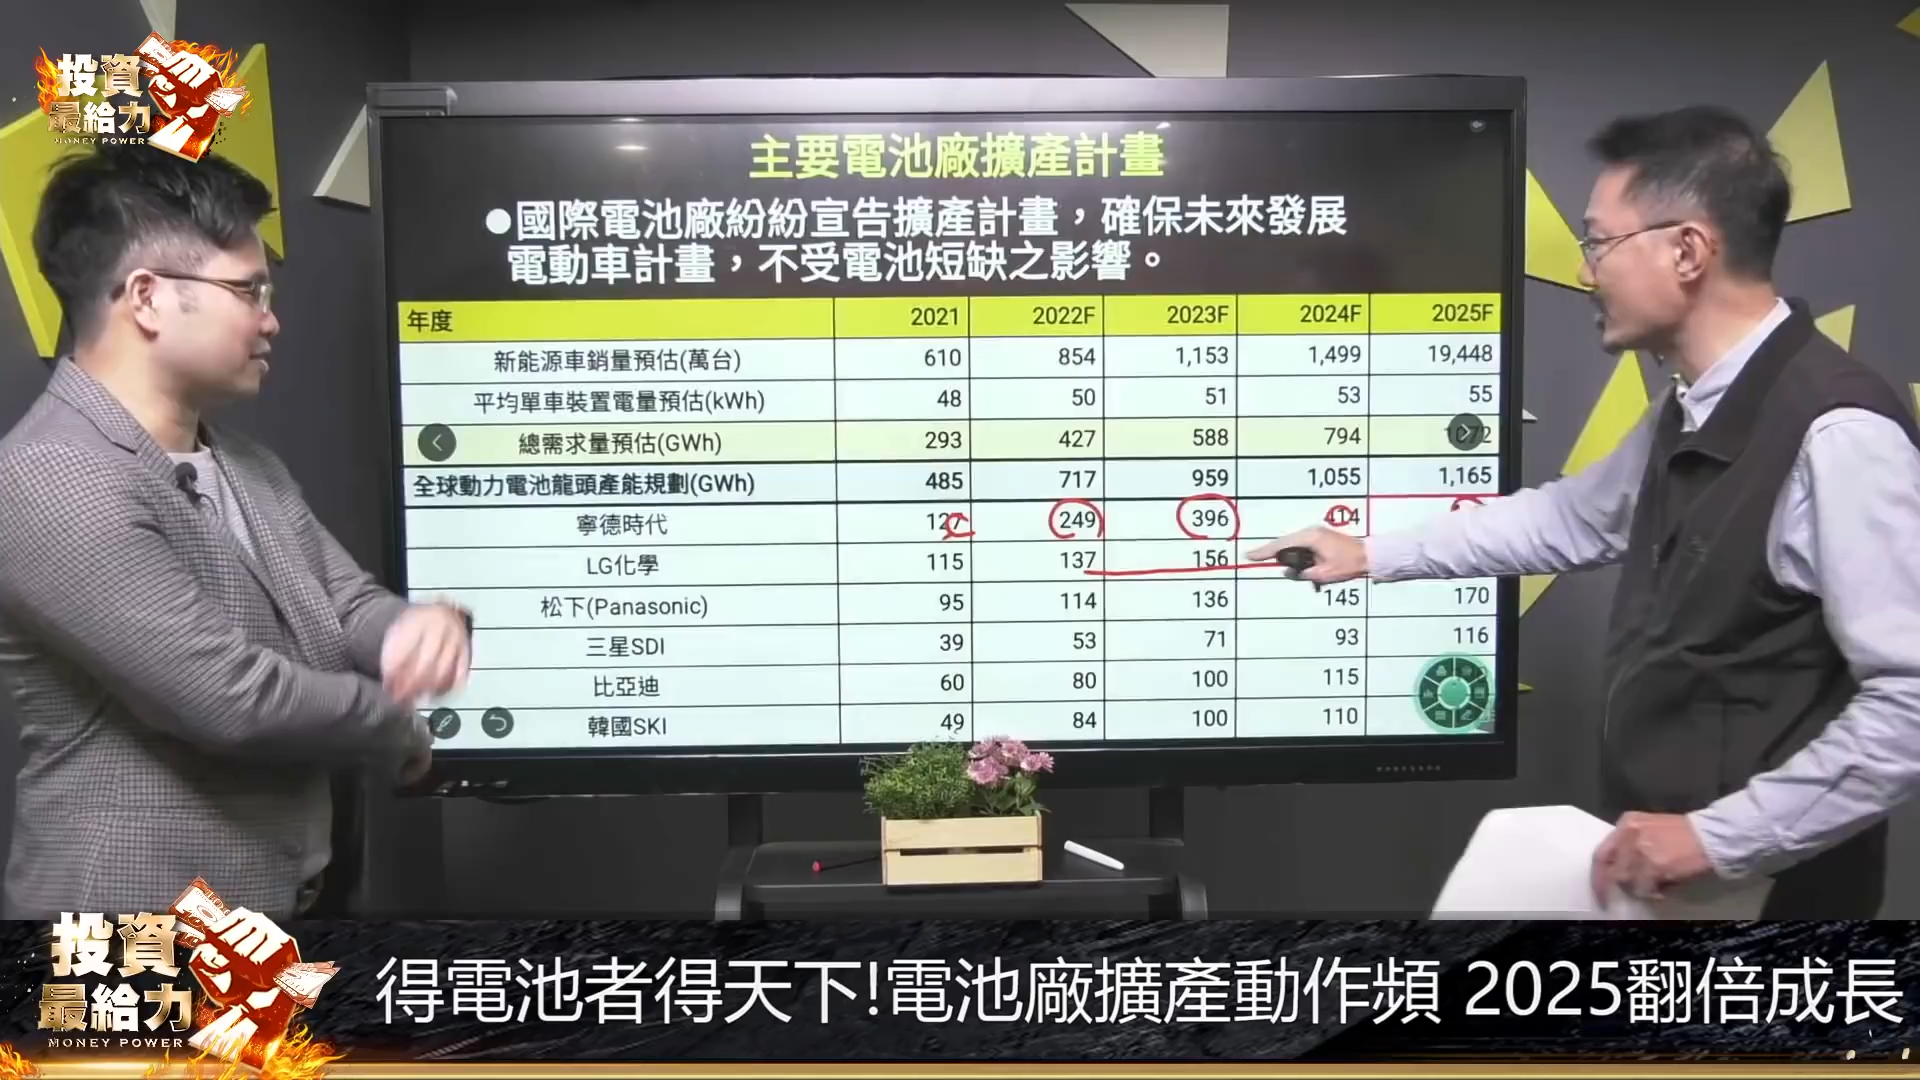 投資
最給力
MONEY POWER
主要電池廠擴產計畫
●國際電池廠紛紛宣告擴產計畫，確保未來發展
電動車計畫，不受電池短缺之影響。
年度 2021 2022F 2023F 2024F 2025F
新能源車銷量預估(萬台) 610 854 1,153 1,499 19,448
平均單車裝置電量預估(kWh) 48 50 51 53 55
總需求量預估(GWh) 293 427 588 794
全球動力電池龍頭產能規劃(GWh) 485 717 959 1,055 1,165
寧德時代 127 249 396 414
LG化學 115 137 156
松下(Panasonic) 95 114 136 145 170
三星SDI 39 53 71 93 116
比亞迪 60 80 100 115
韓國SKI 49 84 100 110
投資
最給力
MONEY POWER
得電池者得天下!電池廠擴產動作頻 2025翻倍成長